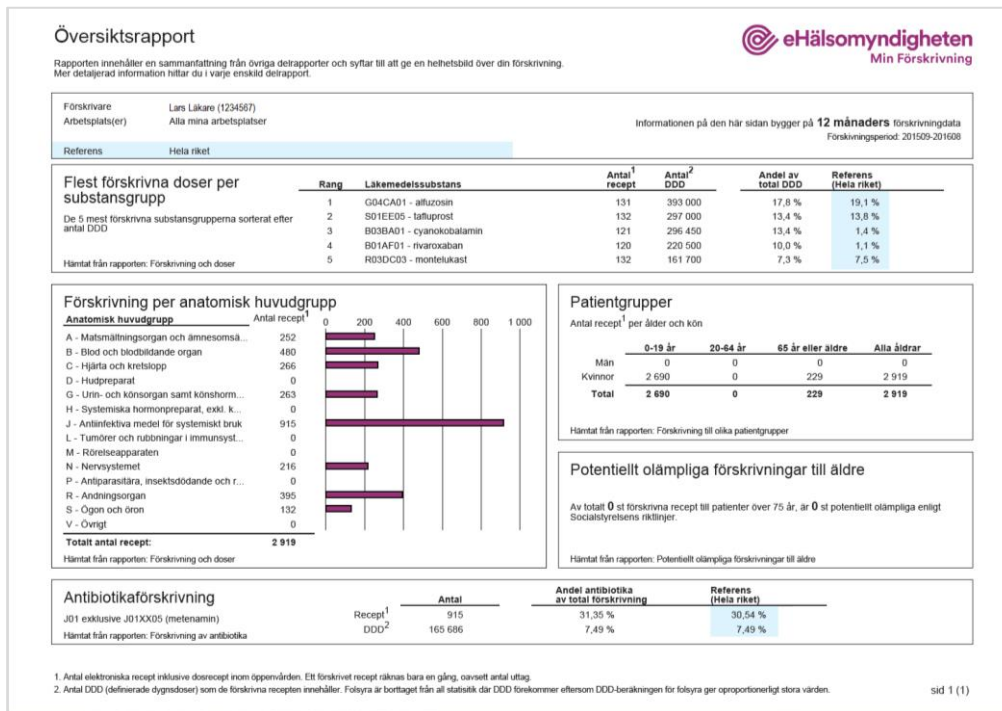 Översiktsrapport
eHälsomyndigheten
Min Förskrivning
Rapporten innehåller en sammanfattning från övriga delrapporter och syftar till att ge en helhetsbild över din förskrivning.
Mer detaljerad information hittar du i varje enskild delrapport.
Förskrivare Lars Läkare (1234567)
Arbetsplats(er) Alla mina arbetsplatser
Informationen på den här sidan bygger på 12 månaders förskrivningdata
Förskivningsperiod: 201509-201608
Referens Hela riket
Flest förskrivna doser per substansgrupp
De 5 mest förskrivna substansgrupperna sorterat efter antal DDD
Hämtat från rapporten: Förskrivning och doser
Rang Läkemedelssubstans Antal1 recept Antal2 DDD Andel av total DDD Referens (Hela riket)
1 G04CA01 - alfuzosin 131 393 000 17,8 % 19,1 %
2 S01EE05 - tafluprost 132 297 000 13,4 % 13,8 %
3 B03BA01 - cyanokobalamin 121 296 450 13,4 % 1,4 %
4 B01AF01 - rivaroxaban 120 220 500 10,0 % 1,1 %
5 R03DC03 - montelukast 132 161 700 7,3 % 7,5 %
Förskrivning per anatomisk huvudgrupp
Anatomisk huvudgrupp Antal recept1 0 200 400 600 800 1 000
A - Matsmältningsorgan och ämnesomsä... 252
B - Blod och blodbildande organ 480
C - Hjärta och kretslopp 266
D - Hudpreparat 0
G - Urin- och könsorgan samt könshorm... 263
H - Systemiska hormonpreparat, exkl. k... 0
J - Antiinfektiva medel för systemiskt bruk 915
L - Tumörer och rubbningar i immunsyst... 0
M - Rörelseapparaten 0
N - Nervsystemet 216
P - Antiparasitära, insektsdödande och r... 0
R - Andningsorgan 395
S - Ögon och öron 132
V - Övrigt 0
Totalt antal recept: 2 919
Hämtat från rapporten: Förskrivning och doser
Patientgrupper
Antal recept1 per ålder och kön
0-19 år 20-64 år 65 år eller äldre Alla åldrar
Män 0 0 0 0
Kvinnor 2 690 0 229 2 919
Total 2 690 0 229 2 919
Hämtat från rapporten: Förskrivning till olika patientgrupper
Potentiellt olämpliga förskrivningar till äldre
Av totalt 0 st förskrivna recept till patienter över 75 år, är 0 st potentiellt olämpliga enligt
Socialstyrelsens riktlinjer.
Hämtat från rapporten: Potentiellt olämpliga förskrivningar till äldre
Antibiotikaförskrivning
J01 exklusive J01XX05 (metenamin)
Hämtat från rapporten: Förskrivning av antibiotika
Antal Andel antibiotika av total förskrivning Referens (Hela riket)
Recept1 915 31,35 % 30,54 %
DDD2 165 686 7,49 % 7,49 %
1. Antal elektroniska recept inklusive dosrecept inom öppenvården. Ett förskrivet recept räknas bara en gång, oavsett antal uttag.
2. Antal DDD (definierade dygnsdoser) som de förskrivna recepten innehåller. Folsyra är borttaget från all statisitik där DDD förekommer eftersom DDD-beräkningen för folsyra ger oproportionerligt stora värden.
sid 1 (1)